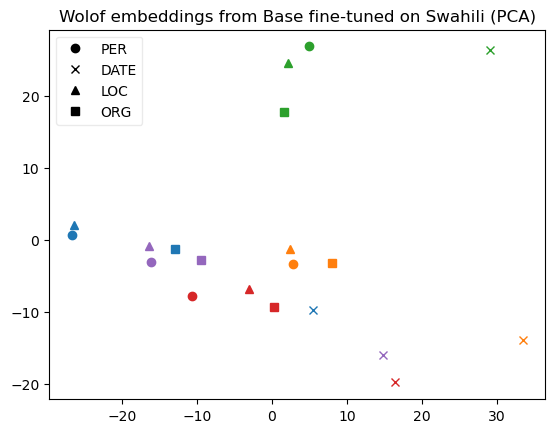 Wolof embeddings from Base fine-tuned on Swahili (PCA)
PER
DATE
LOC
ORG
20
10
0
−10
−20
−20
−10
0
10
20
30